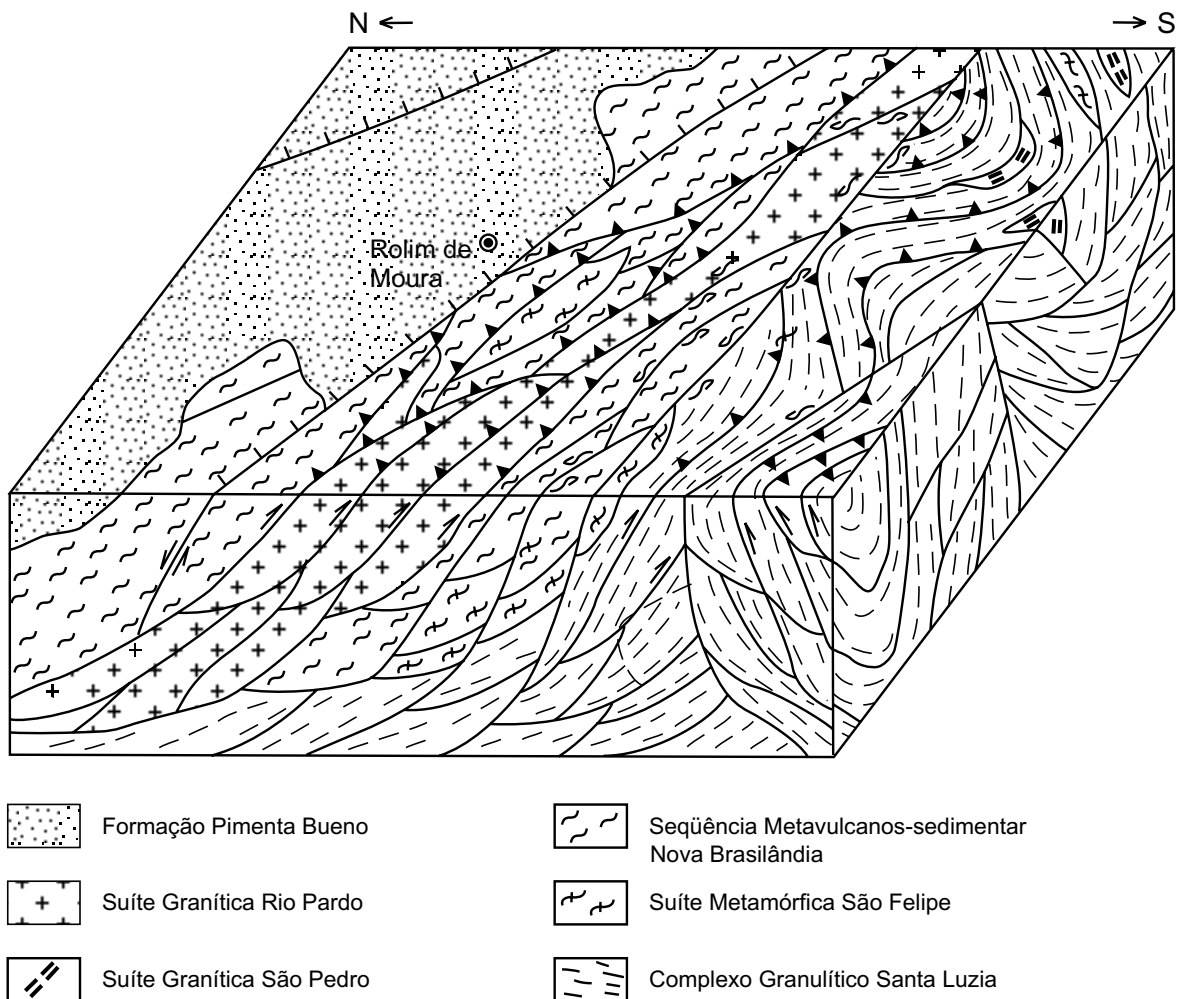 N
S
Rolim de
Moura
Formação Pimenta Bueno
Seqüência Metavulcanos-sedimentar
Nova Brasilândia
Suíte Granítica Rio Pardo
Suíte Metamórfica São Felipe
Suíte Granítica São Pedro
Complexo Granulítico Santa Luzia